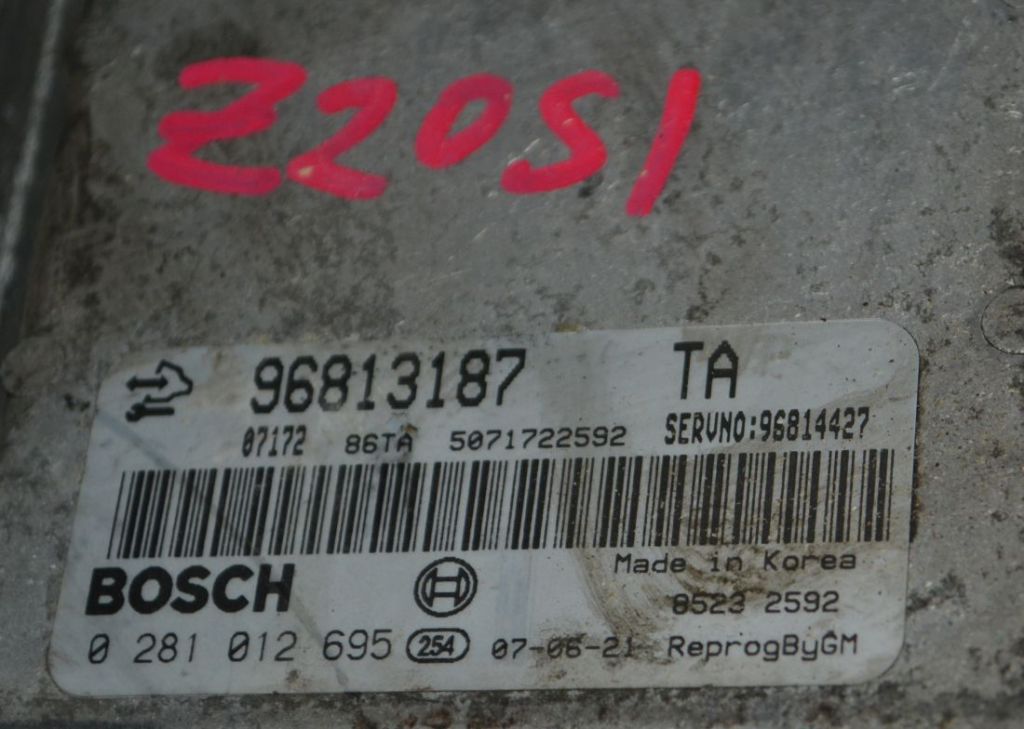 Z20S1
96813187 TA
07172 86TA 5071722592 SERVNO:96814427
BOSCH
Made in Korea
8523 2592
0 281 012 695 254 07-06-21 ReprogByGM